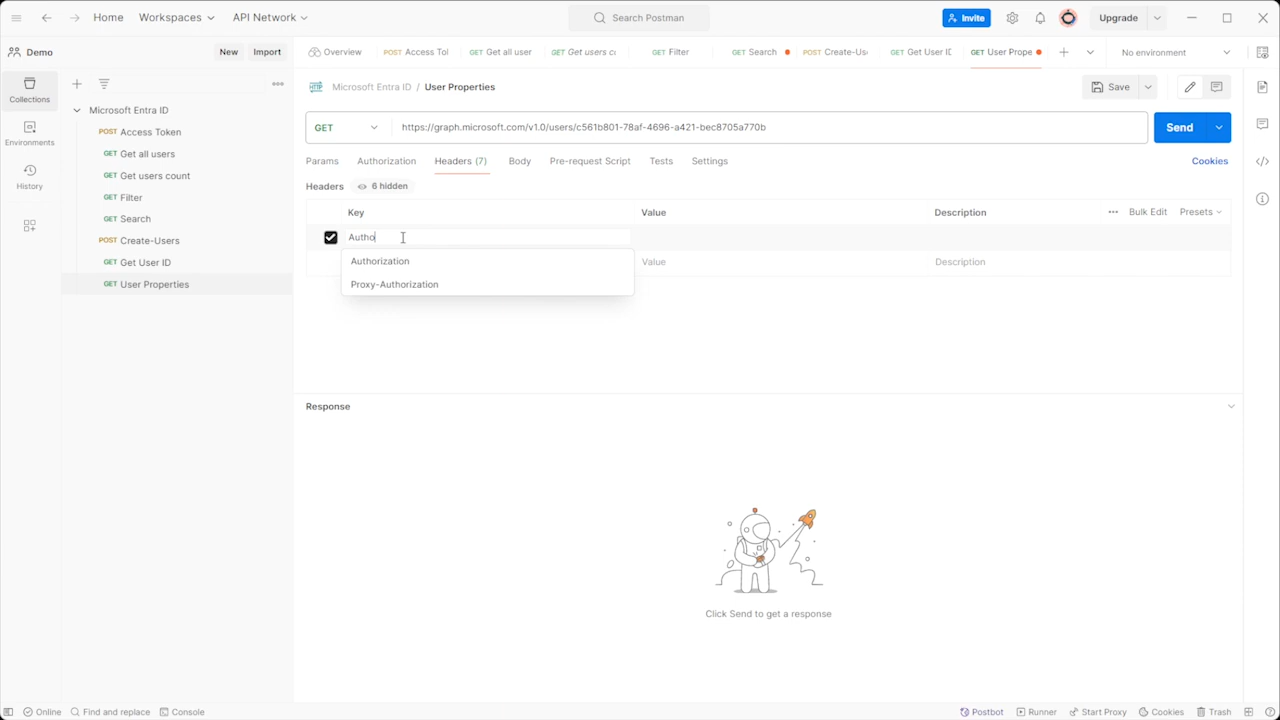 Home
Workspaces
API Network
Search Postman
Invite
Upgrade
Demo
New
Import
Overview
POST Access Tol
GET Get all user
GET Get users co
GET Filter
GET Search
POST Create-Use
GET Get User ID
GET User Prope
No environment
Collections
Environments
History
Microsoft Entra ID
POST Access Token
GET Get all users
GET Get users count
GET Filter
GET Search
POST Create-Users
GET Get User ID
GET User Properties
HTTP
Microsoft Entra ID / User Properties
Save
GET
https://graph.microsoft.com/v1.0/users/c561b801-78af-4696-a421-bec8705a770b
Send
Params
Authorization
Headers (7)
Body
Pre-request Script
Tests
Settings
Cookies
Headers
6 hidden
Key
Value
Description
Bulk Edit
Presets
Autho
Authorization
Proxy-Authorization
Value
Description
Response
Click Send to get a response
Online
Find and replace
Console
Postbot
Runner
Start Proxy
Cookies
Trash